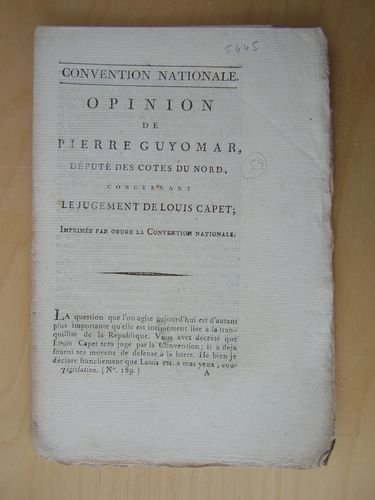 5445
CONVENTION NATIONALE.
OPINION
DE
PIERRE GUYOMAR,
DÉPUTÉ DES COTES DU NORD,
CONCERNANT
LE JUGEMENT DE LOUIS CAPET;
IMPRIMÉE PAR ORDRE LA CONVENTION NATIONALE.
LA question que l'on agite aujourd'hui est d'autant
plus importante qu'elle est intimement liée à la tran-
quillité de la République. Vous avez décrété que
Louis Capet sera jugé par la Convention; il a déja
fourni ses moyens de défense à la barre. Hé bien je
déclare franchement que Louis est à mes yeux, cou-
Législation. (N°. 189.) A